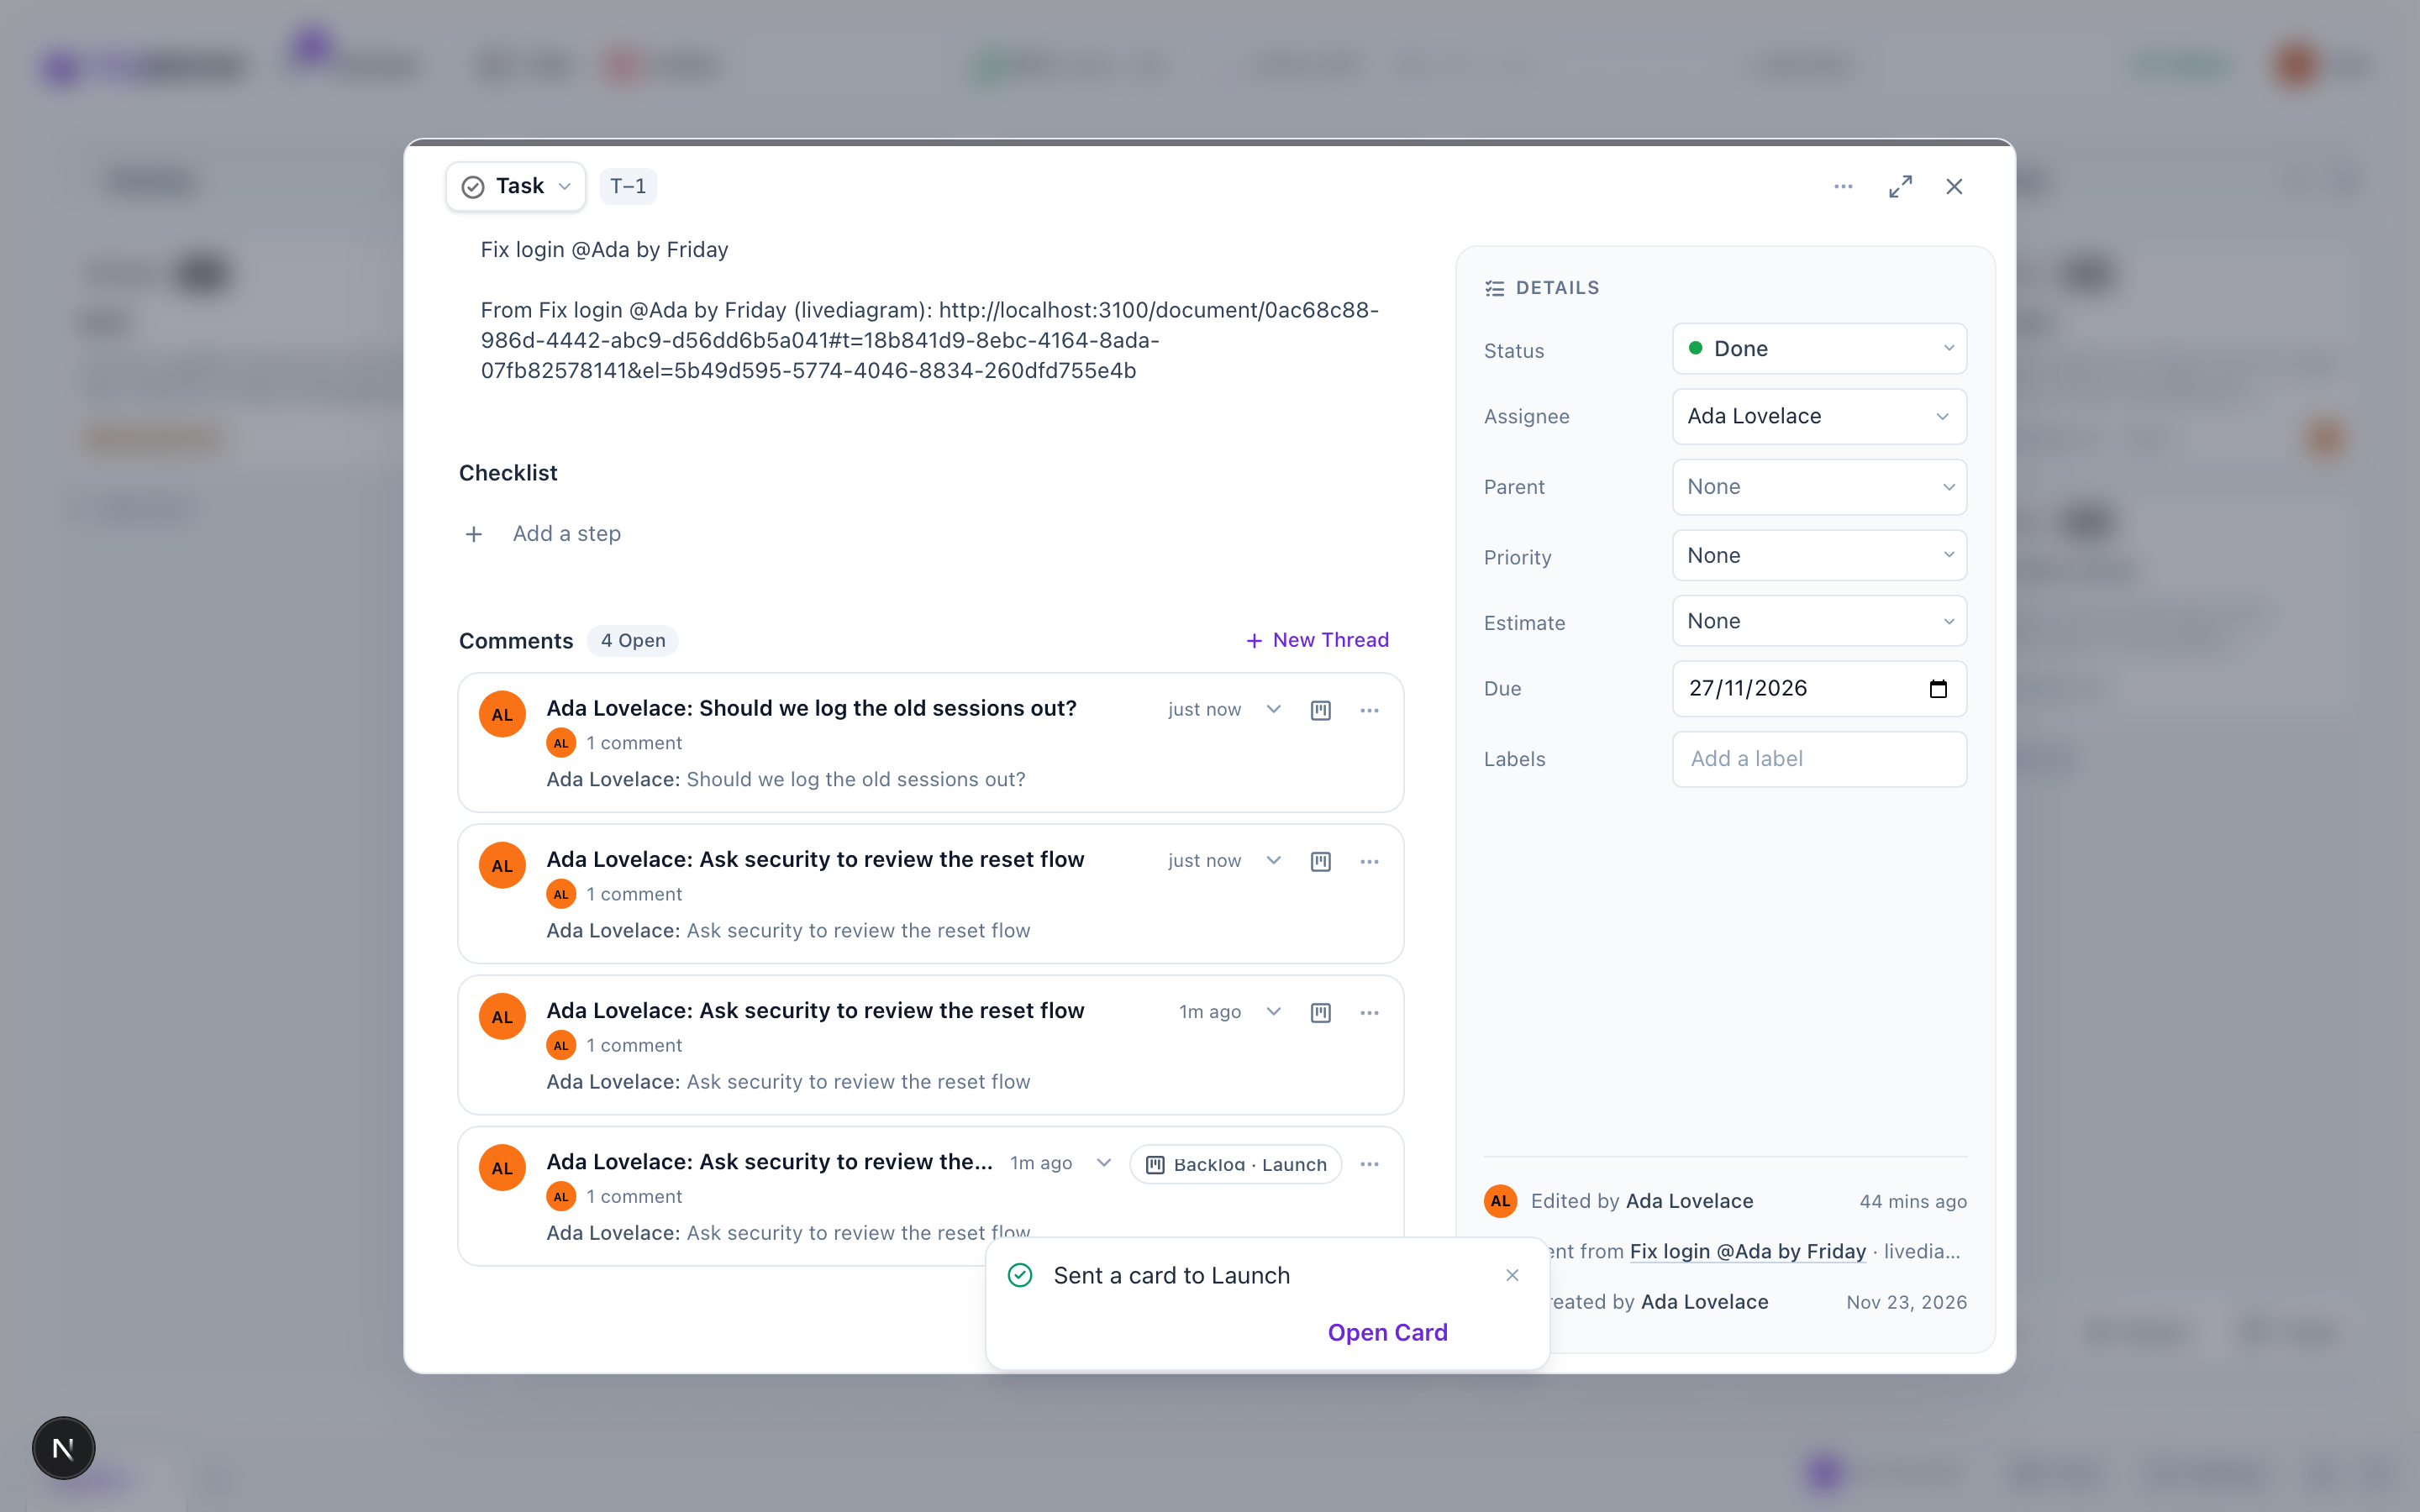 Task
T–1
Fix login @Ada by Friday
From Fix login @Ada by Friday (livediagram): http://localhost:3100/document/0ac68c88-
986d-4442-abc9-d56dd6b5a041#t=18b841d9-8ebc-4164-8ada-
07fb82578141&el=5b49d595-5774-4046-8834-260dfd755e4b
Checklist
Add a step
Comments 4 Open
New Thread
AL Ada Lovelace: Should we log the old sessions out? just now
AL 1 comment
Ada Lovelace: Should we log the old sessions out?
AL Ada Lovelace: Ask security to review the reset flow just now
AL 1 comment
Ada Lovelace: Ask security to review the reset flow
AL Ada Lovelace: Ask security to review the reset flow 1m ago
AL 1 comment
Ada Lovelace: Ask security to review the reset flow
AL Ada Lovelace: Ask security to review the... 1m ago Backlog · Launch
AL 1 comment
Ada Lovelace: Ask security to review the reset flow
DETAILS
Status Done
Assignee Ada Lovelace
Parent None
Priority None
Estimate None
Due 27/11/2026
Labels Add a label
AL Edited by Ada Lovelace 44 mins ago
from Fix login @Ada by Friday · livedia...
by Ada Lovelace Nov 23, 2026
Sent a card to Launch
Open Card
N